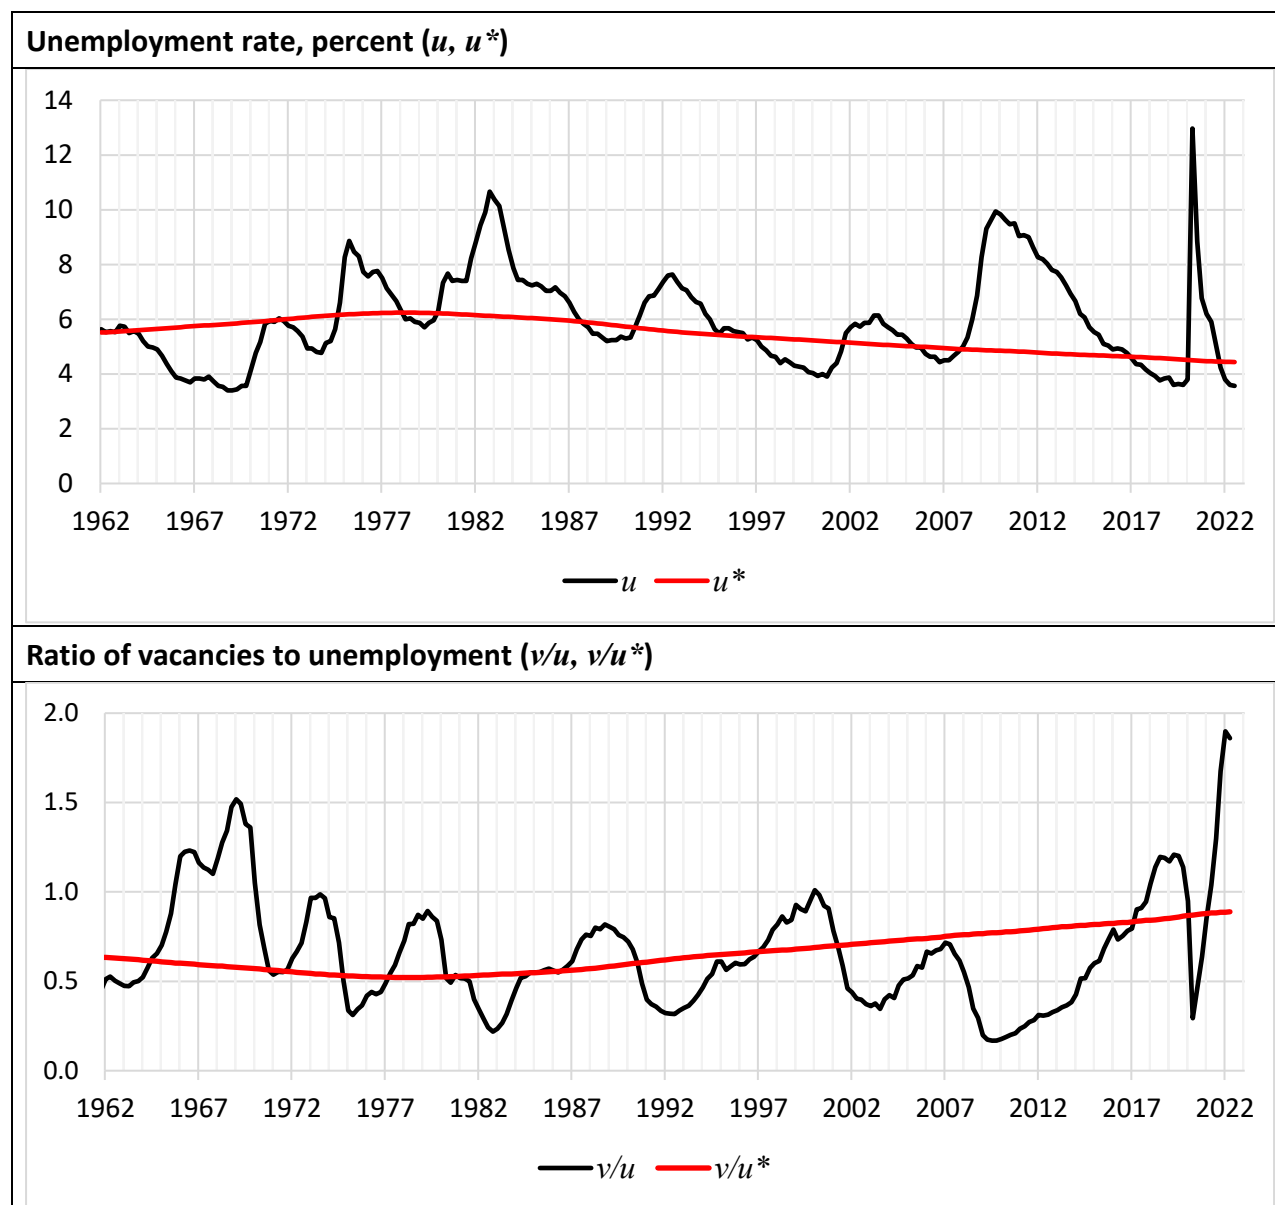 Unemployment rate, percent (u, u*)
14
12
10
8
6
4
2
0
1962 1967 1972 1977 1982 1987 1992 1997 2002 2007 2012 2017 2022
u u*
Ratio of vacancies to unemployment (v/u, v/u*)
2.0
1.5
1.0
0.5
0.0
1962 1967 1972 1977 1982 1987 1992 1997 2002 2007 2012 2017 2022
v/u v/u*